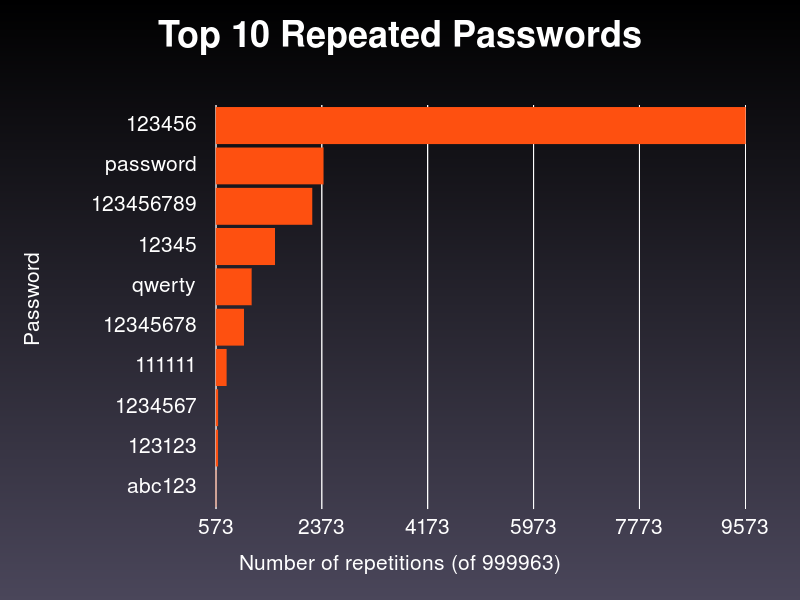 Top 10 Repeated Passwords
123456
password
123456789
12345
qwerty
12345678
111111
1234567
123123
abc123
Password
573 2373 4173 5973 7773 9573
Number of repetitions (of 999963)